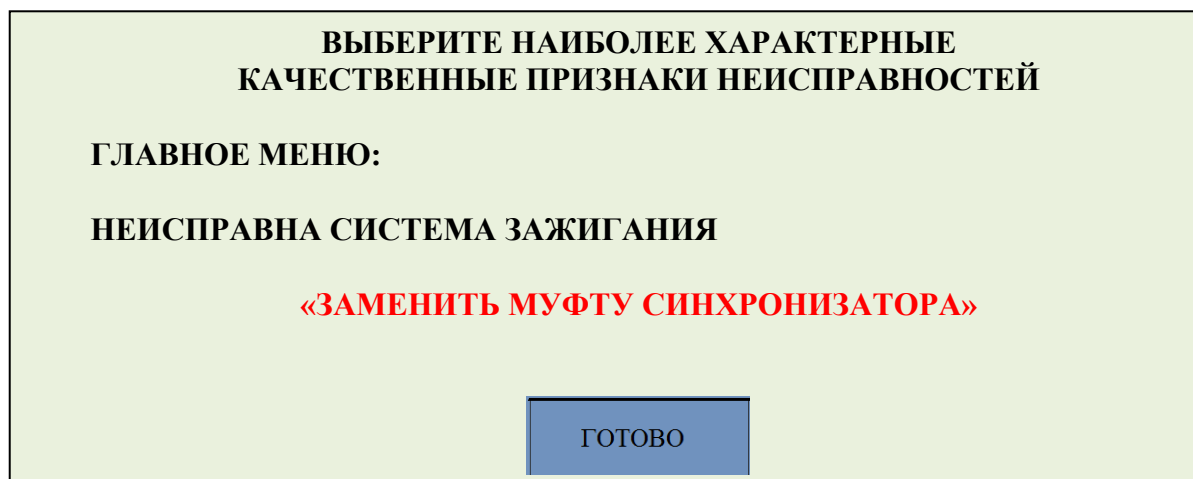 ВЫБЕРИТЕ НАИБОЛЕЕ ХАРАКТЕРНЫЕ
КАЧЕСТВЕННЫЕ ПРИЗНАКИ НЕИСПРАВНОСТЕЙ
ГЛАВНОЕ МЕНЮ:
НЕИСПРАВНА СИСТЕМА ЗАЖИГАНИЯ
«ЗАМЕНИТЬ МУФТУ СИНХРОНИЗАТОРА»
ГОТОВО